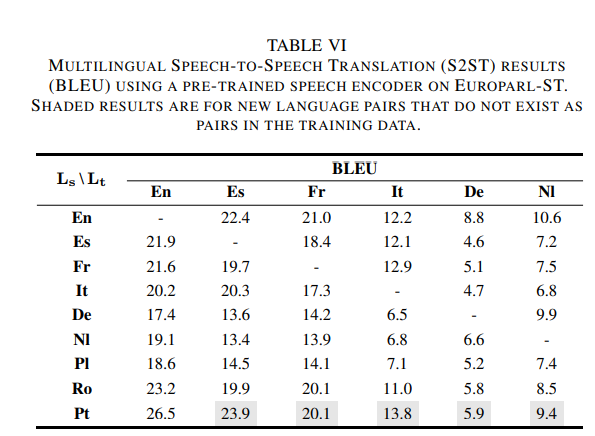 TABLE VI
MULTILINGUAL SPEECH-TO-SPEECH TRANSLATION (S2ST) RESULTS
(BLEU) USING A PRE-TRAINED SPEECH ENCODER ON EUROPARL-ST.
SHADED RESULTS ARE FOR NEW LANGUAGE PAIRS THAT DO NOT EXIST AS
PAIRS IN THE TRAINING DATA.
Ls \ Lt BLEU
En Es Fr It De Nl
En - 22.4 21.0 12.2 8.8 10.6
Es 21.9 - 18.4 12.1 4.6 7.2
Fr 21.6 19.7 - 12.9 5.1 7.5
It 20.2 20.3 17.3 - 4.7 6.8
De 17.4 13.6 14.2 6.5 - 9.9
Nl 19.1 13.4 13.9 6.8 6.6 -
Pl 18.6 14.5 14.1 7.1 5.2 7.4
Ro 23.2 19.9 20.1 11.0 5.8 8.5
Pt 26.5 23.9 20.1 13.8 5.9 9.4